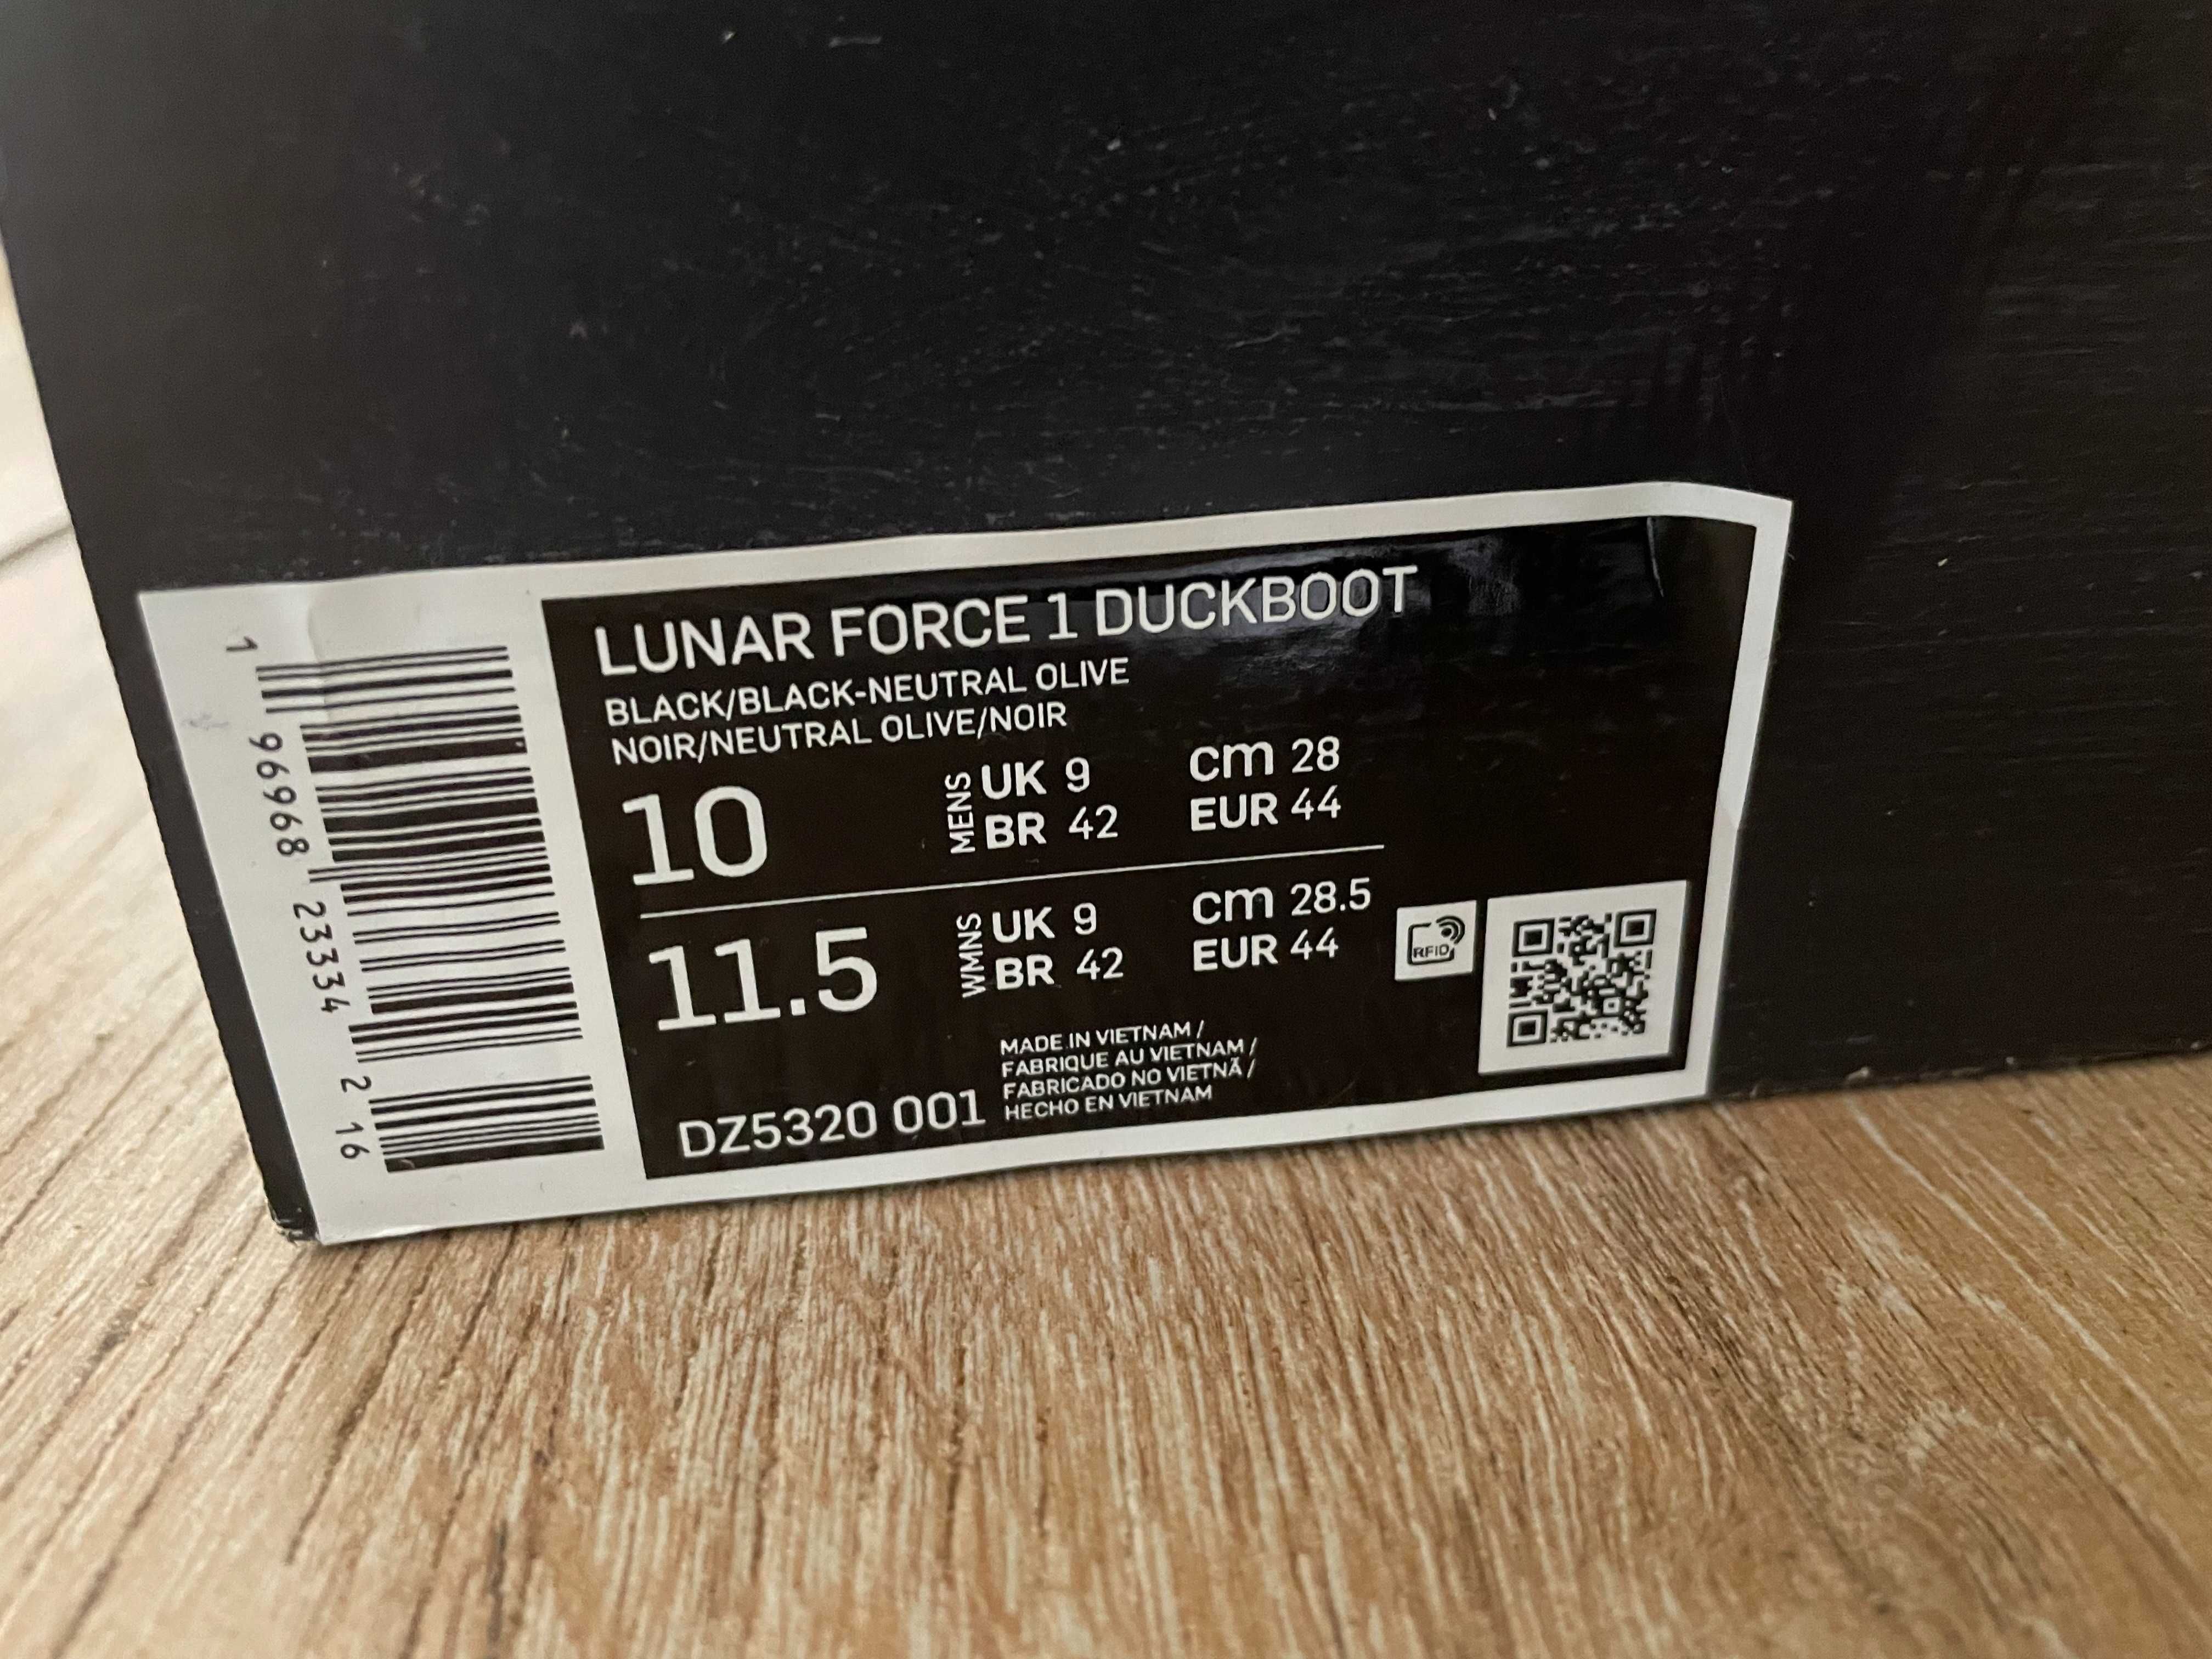 LUNAR FORCE 1 DUCKBOOT
BLACK/BLACK-NEUTRAL OLIVE
NOIR/NEUTRAL OLIVE/NOIR
10
MENS
UK 9
BR 42
cm 28
EUR 44
11.5
WMNS
UK 9
BR 42
cm 28.5
EUR 44
RFID
DZ5320 001
MADE IN VIETNAM /
FABRIQUE AU VIETNAM /
FABRICADO NO VIETNÃ /
HECHO EN VIETNAM
1 96968 23334 2 16